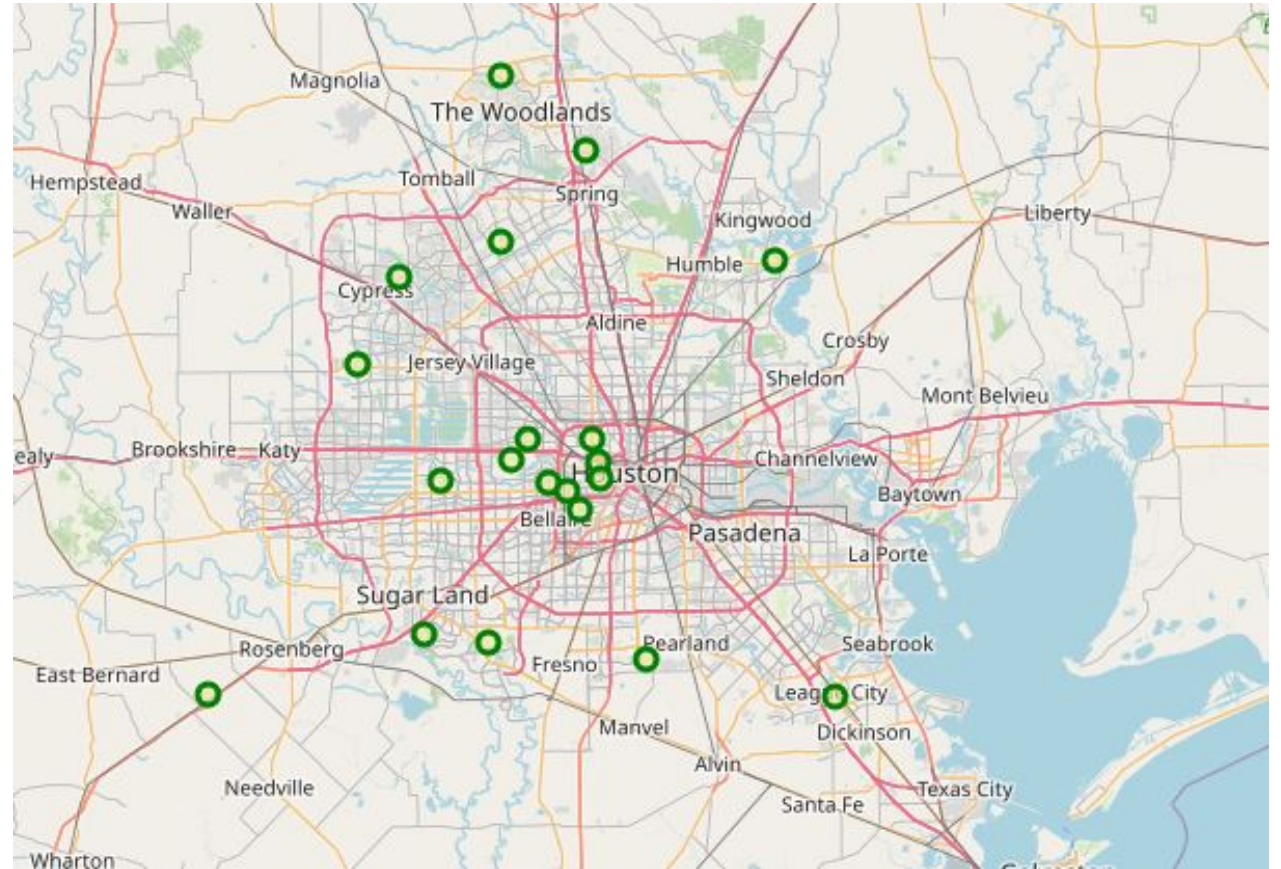 Magnolia
The Woodlands
Tomball
Hempstead
Spring
Waller
Kingwood
Liberty
Humble
Cypress
Aldine
Crosby
Jersey Village
Sheldon
Mont Belvieu
ealy
Brookshire
Katy
Houston
Channelview
Baytown
Bellaire
Pasadena
La Porte
Sugar Land
Rosenberg
Pearland
Seabrook
Fresno
East Bernard
League City
Manvel
Dickinson
Alvin
Needville
Texas City
Santa Fe
Wharton
Galveston